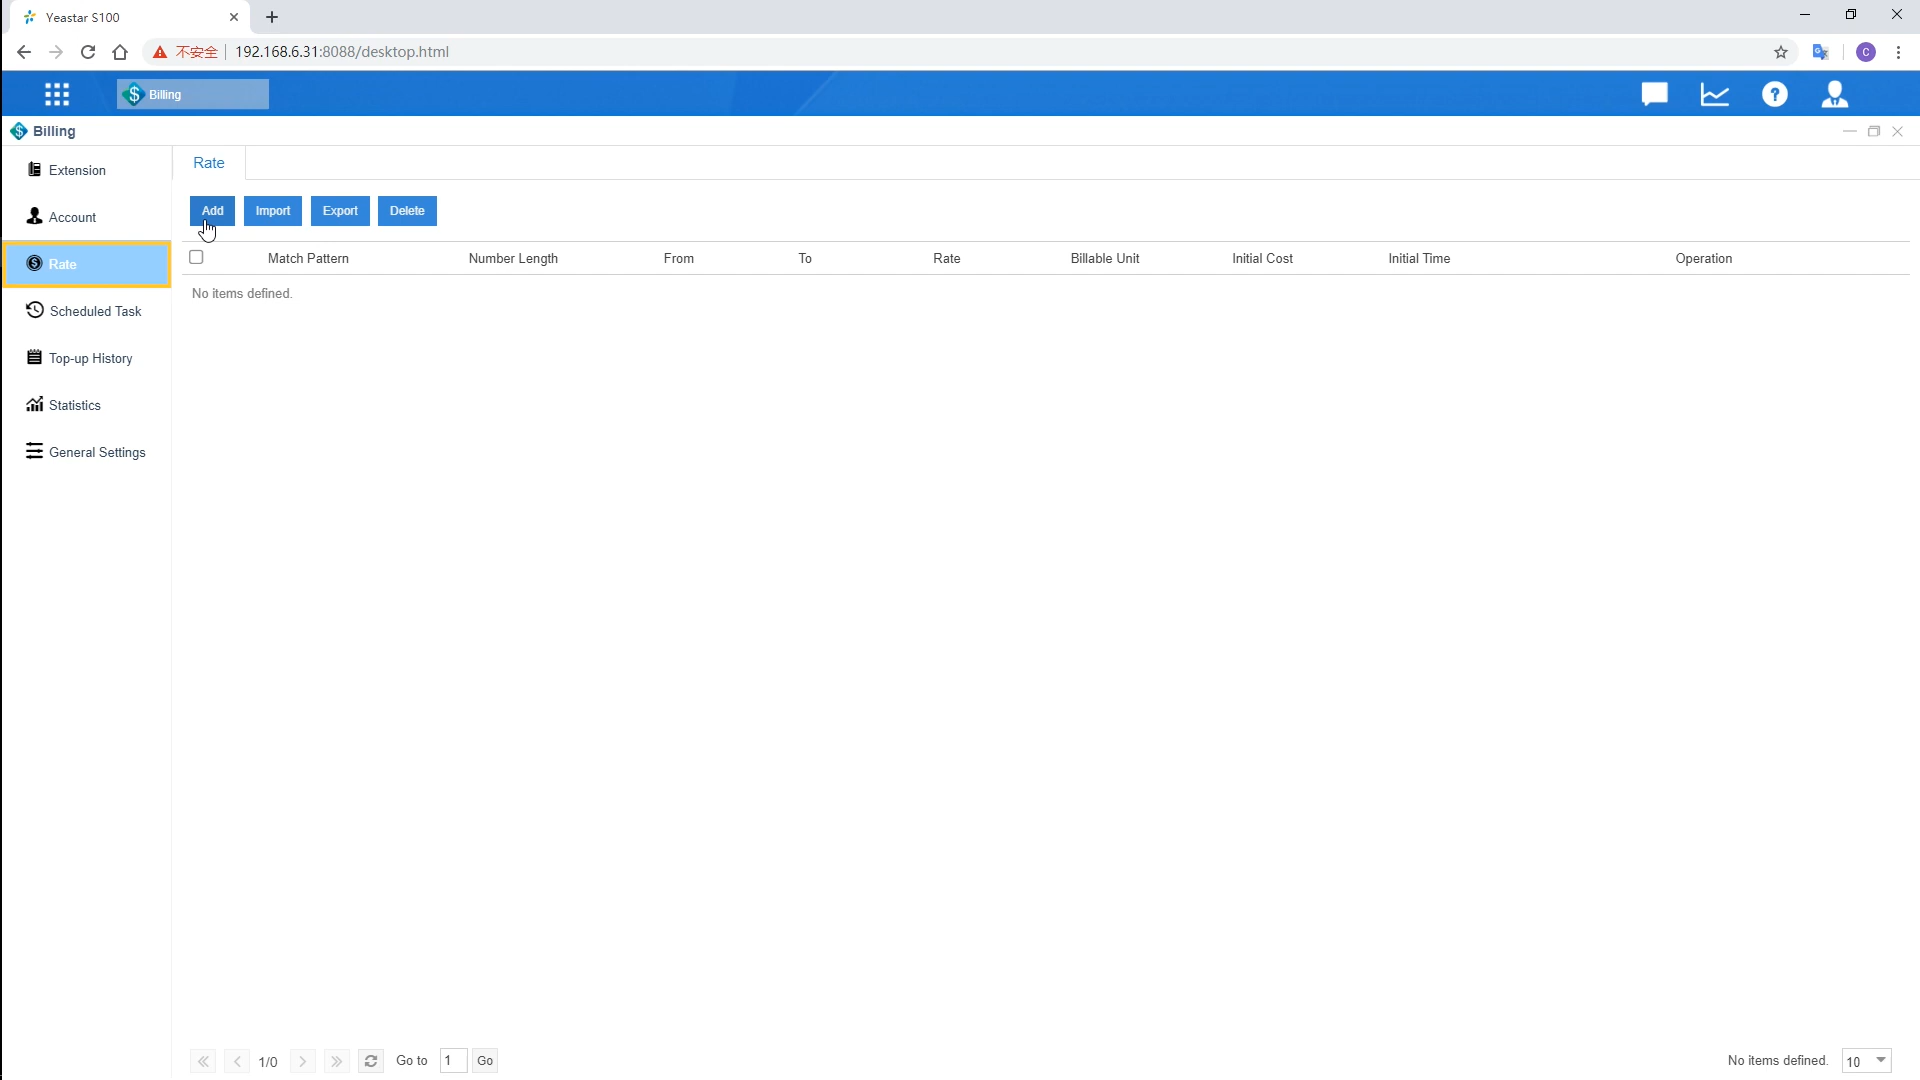 Yeastar S100
不安全 192.168.6.31:8088/desktop.html
C
Billing
Billing
Extension
Account
Rate
Scheduled Task
Top-up History
Statistics
General Settings
Rate
Add Import Export Delete
Match Pattern Number Length From To Rate Billable Unit Initial Cost Initial Time Operation
No items defined.
1/0 Go to 1 Go No items defined. 10